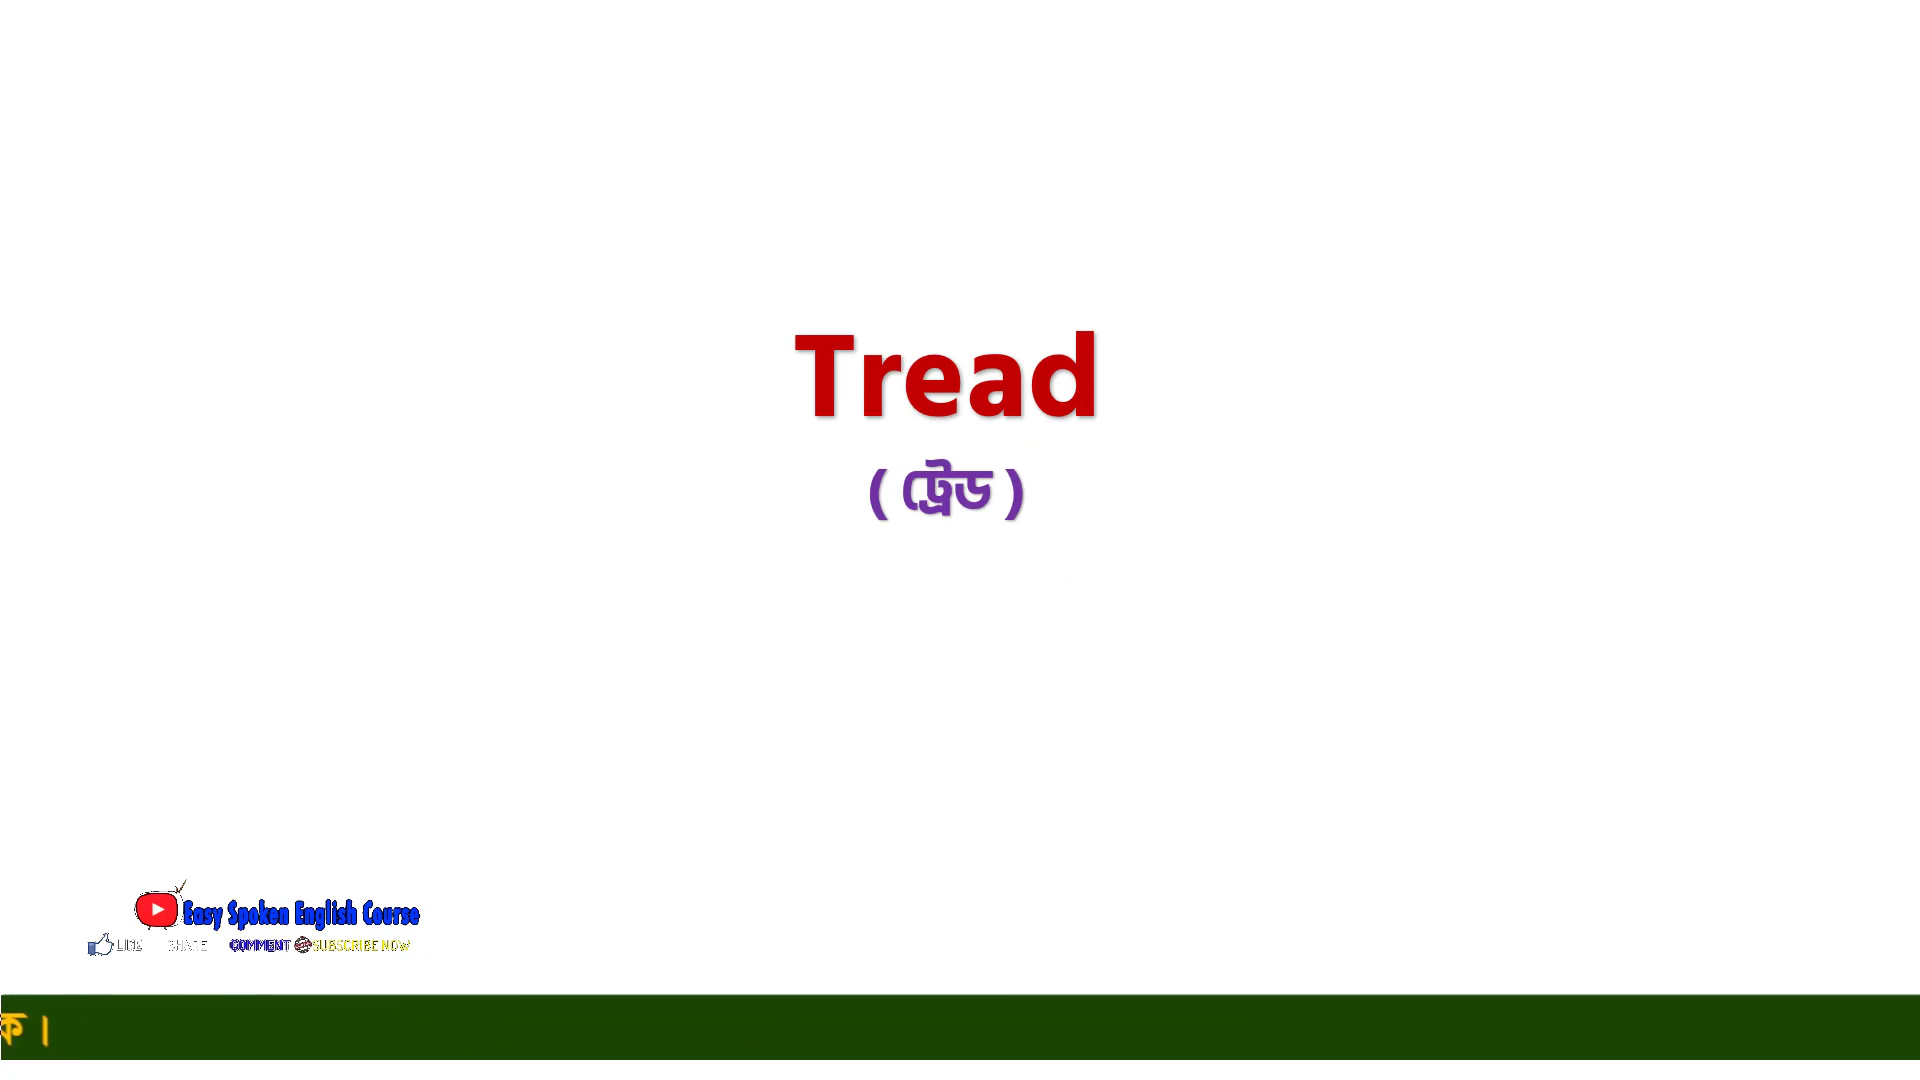 Tread
( ট্রেড )
Easy Spoken English Course
LIKE SHARE COMMENT SUBSCRIBE NOW
ক।